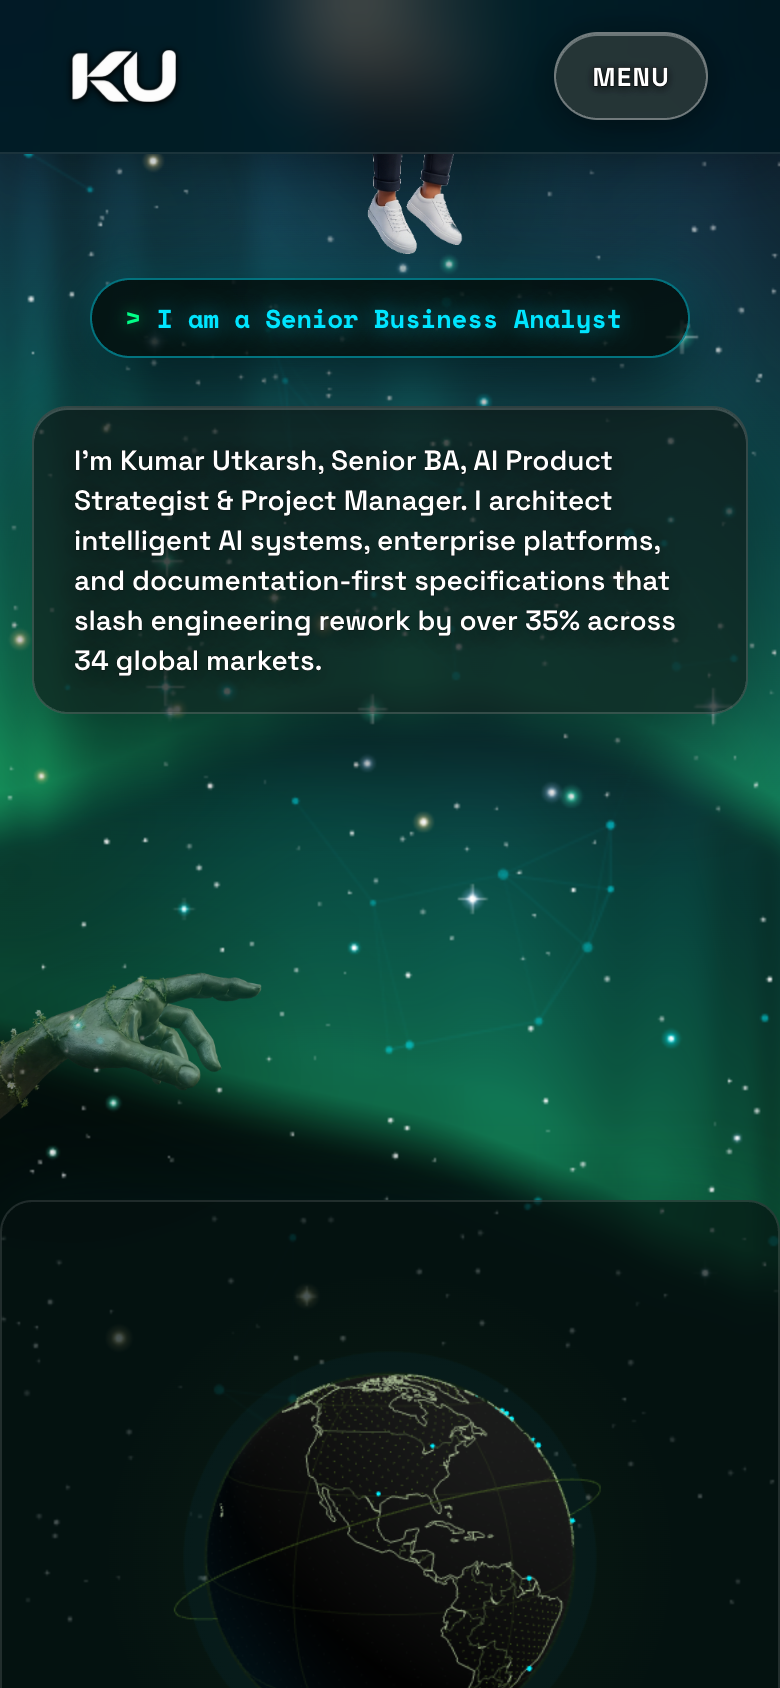 KU
MENU
> I am a Senior Business Analyst
I'm Kumar Utkarsh, Senior BA, AI Product
Strategist & Project Manager. I architect
intelligent AI systems, enterprise platforms,
and documentation-first specifications that
slash engineering rework by over 35% across
34 global markets.